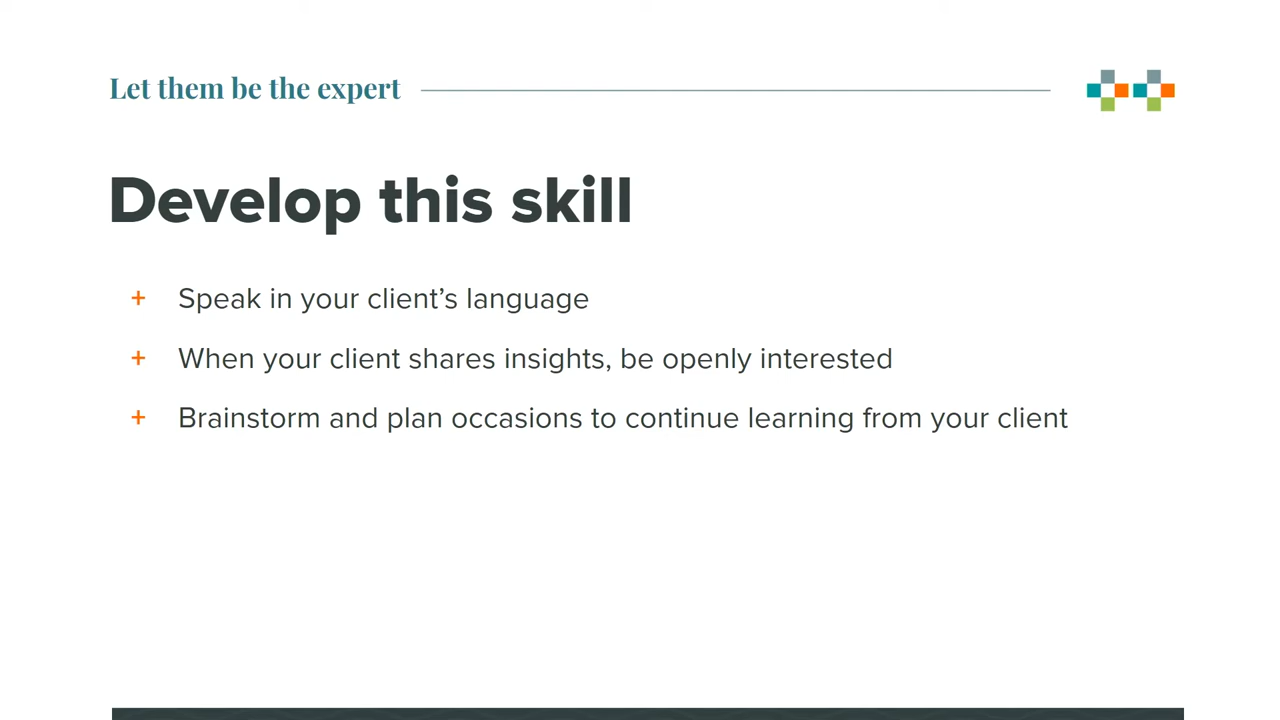 Let them be the expert
Develop this skill
+ Speak in your client’s language
+ When your client shares insights, be openly interested
+ Brainstorm and plan occasions to continue learning from your client